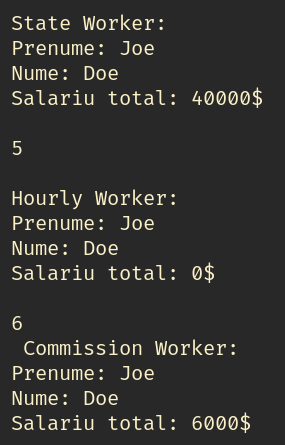 State Worker:
Prenume: Joe
Nume: Doe
Salariu total: 40000$
5
Hourly Worker:
Prenume: Joe
Nume: Doe
Salariu total: 0$
6
Commission Worker:
Prenume: Joe
Nume: Doe
Salariu total: 6000$